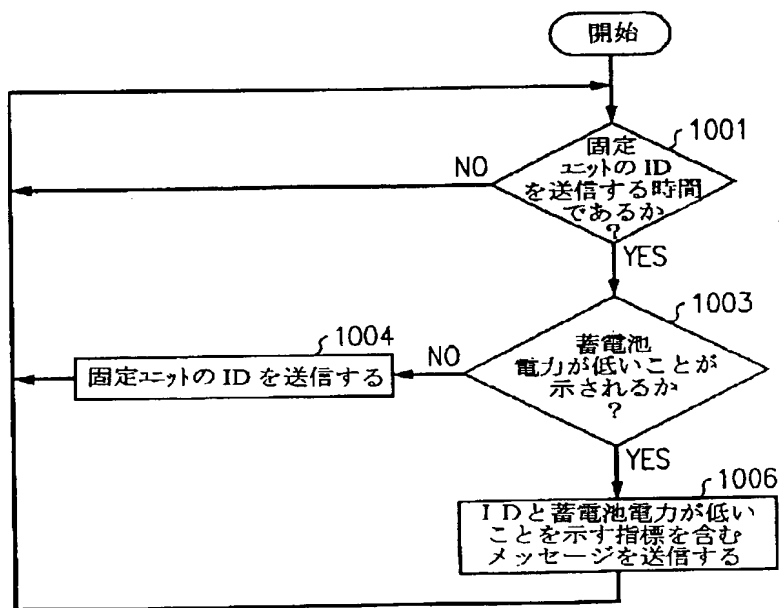 開始
1001
固定
ユニットの ID
を送信する時間
であるか
?
NO
YES
1003
蓄電池
電力が低いことが
示されるか
?
NO
1004
固定ユニットの ID を送信する
YES
1006
IDと蓄電池電力が低い
ことを示す指標を含む
メッセージを送信する